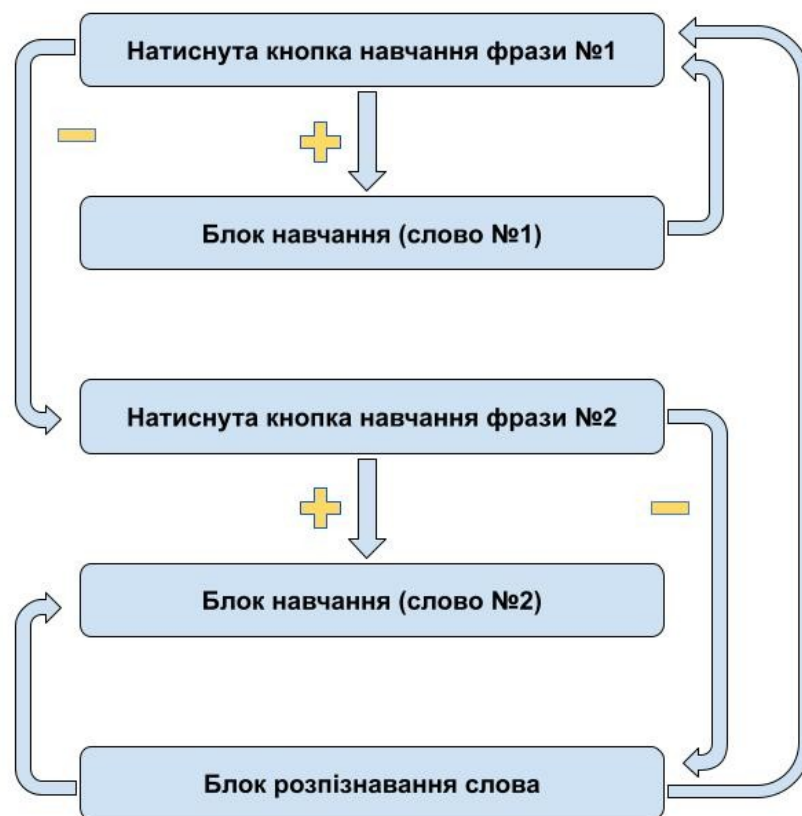 Натиснута кнопка навчання фрази №1
Блок навчання (слово №1)
Натиснута кнопка навчання фрази №2
Блок навчання (слово №2)
Блок розпізнавання слова